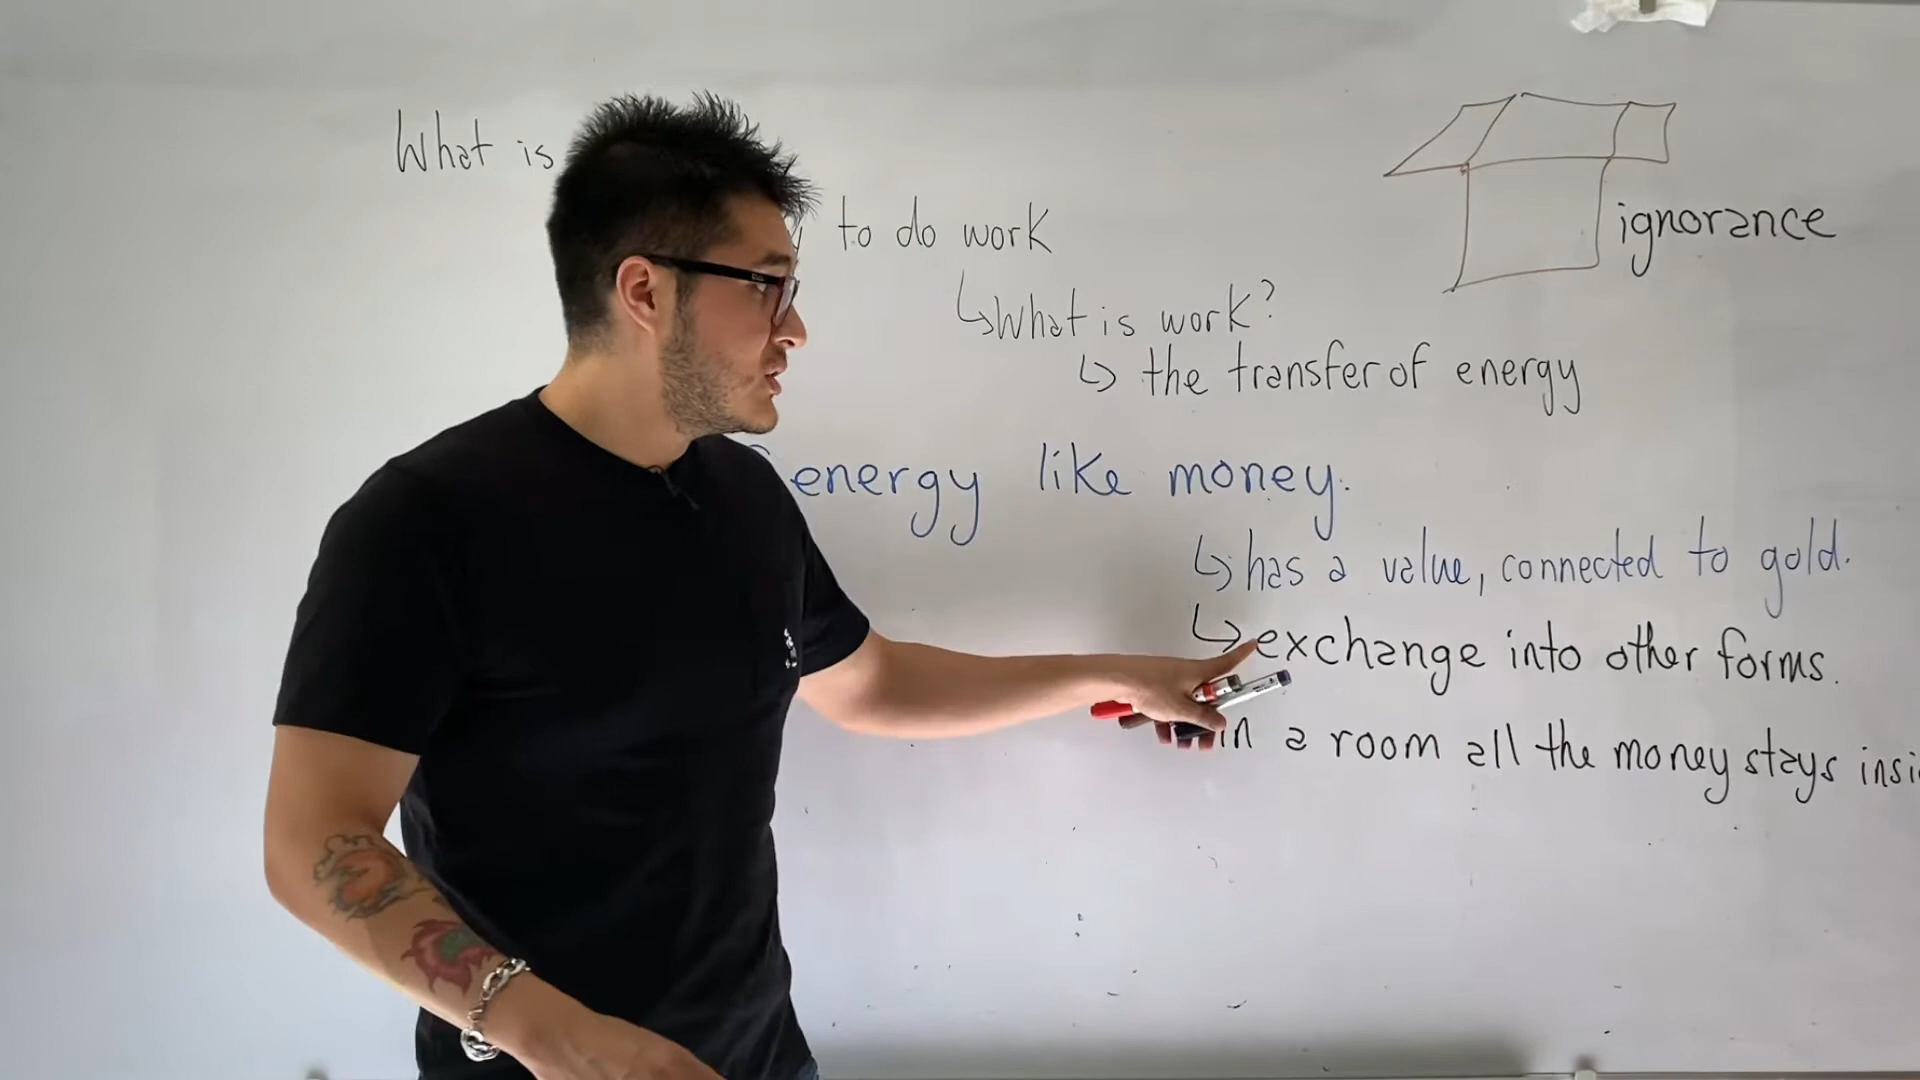 What is
to do work
ignorance
↳ What is work?
↳ the transfer of energy
energy like money.
↳ has a value, connected to gold.
↳ exchange into other forms.
in a room all the money stays